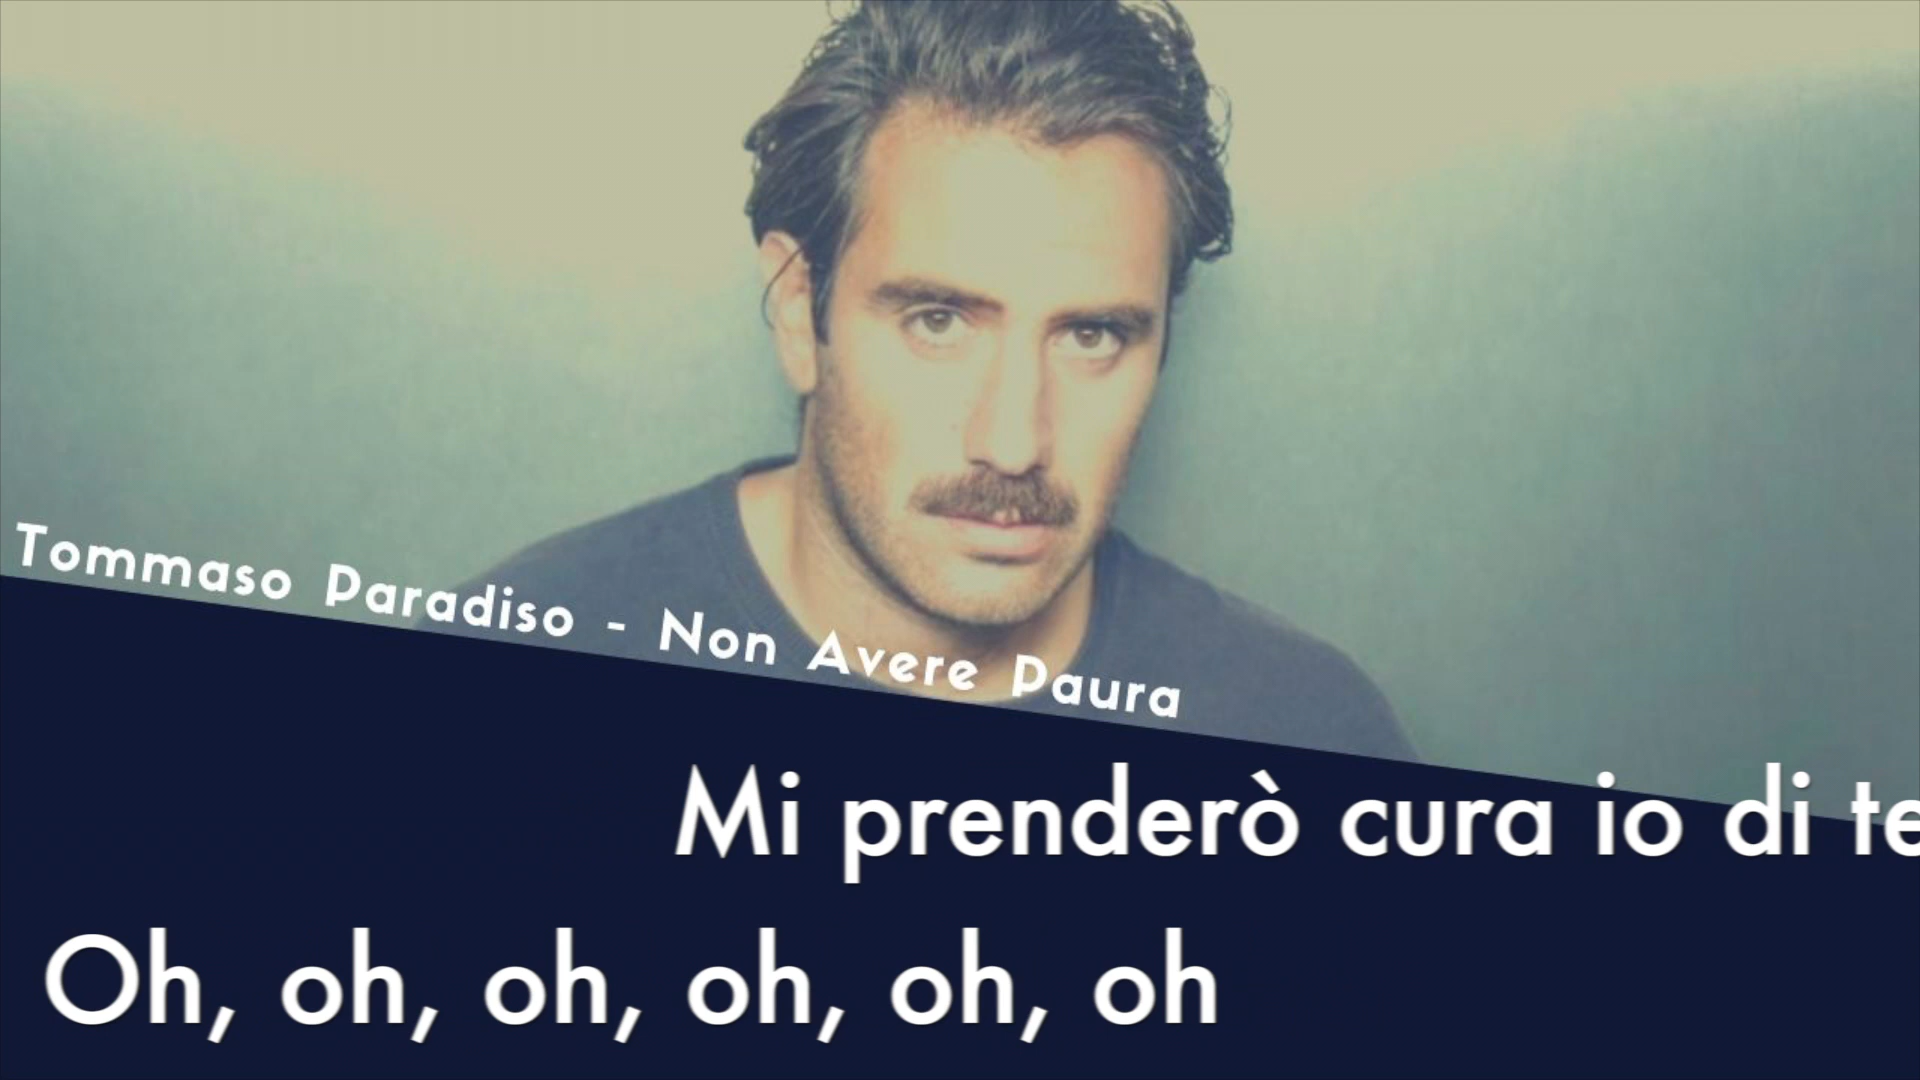 Tommaso Paradiso - Non Avere Paura
Mi prenderò cura io di te
Oh, oh, oh, oh, oh, oh